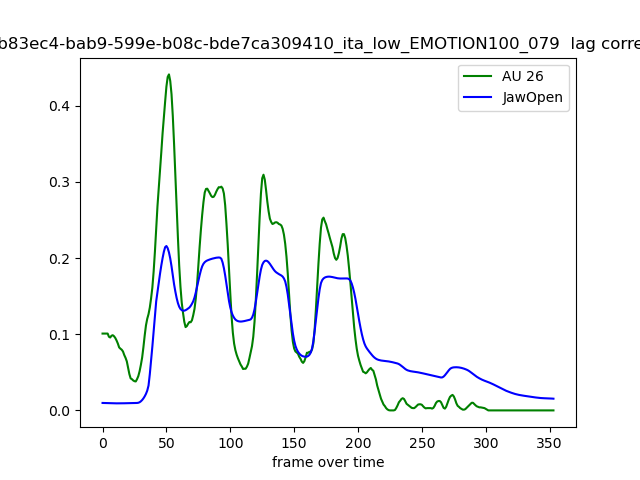 b83ec4-bab9-599e-b08c-bde7ca309410_ita_low_EMOTION100_079 lag corre
AU 26
JawOpen
0.4
0.3
0.2
0.1
0.0
0 50 100 150 200 250 300 350
frame over time